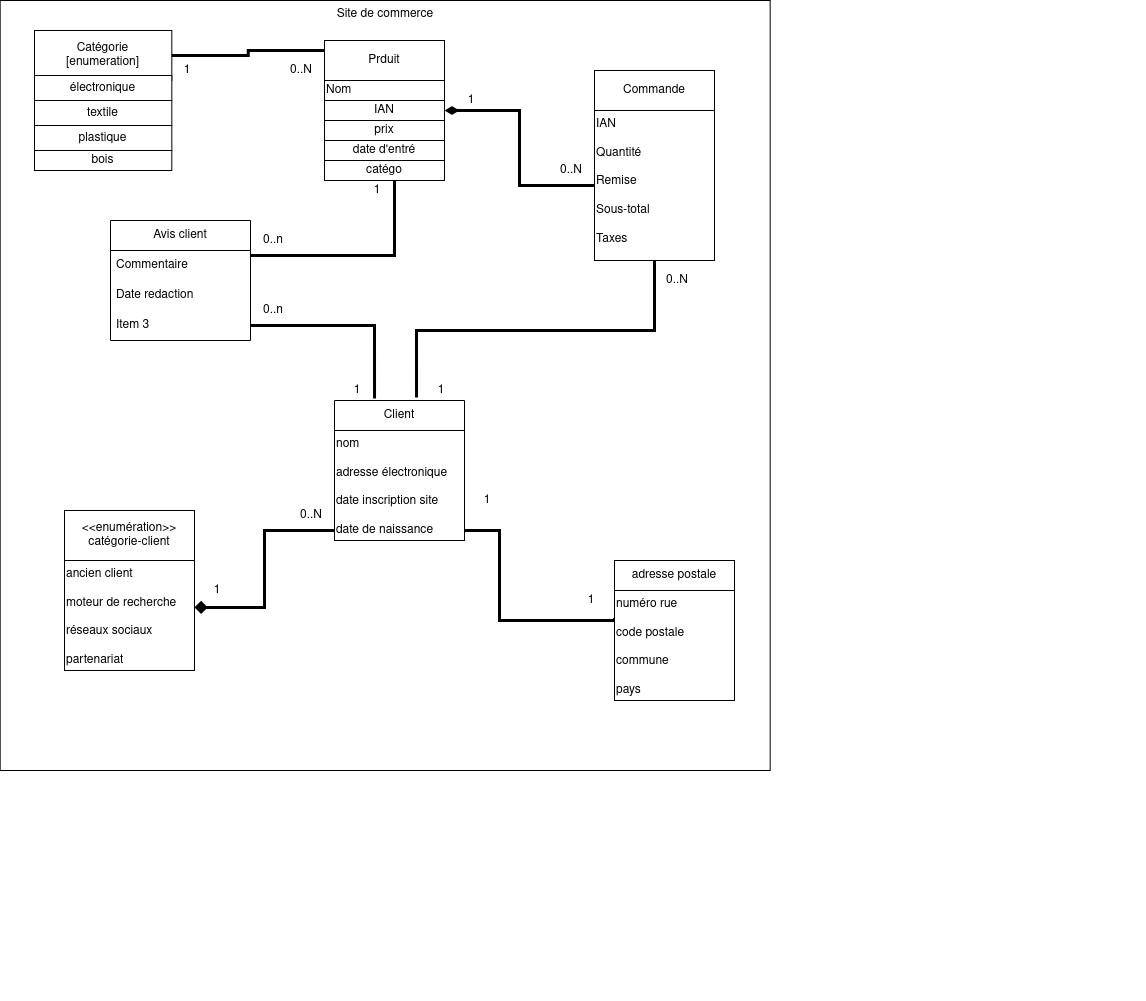 Site de commerce
Catégorie
[enumeration]
électronique
textile
plastique
bois
1
0..N
Prduit
Nom
IAN
prix
date d'entré
catégo
1
0..N
Commande
IAN
Quantité
Remise
Sous-total
Taxes
1
0..n
Avis client
Commentaire
Date redaction
Item 3
0..n
0..N
1
1
Client
nom
adresse électronique
date inscription site
date de naissance
0..N
1
<<enumération>>
catégorie-client
ancien client
moteur de recherche
réseaux sociaux
partenariat
1
1
adresse postale
numéro rue
code postale
commune
pays